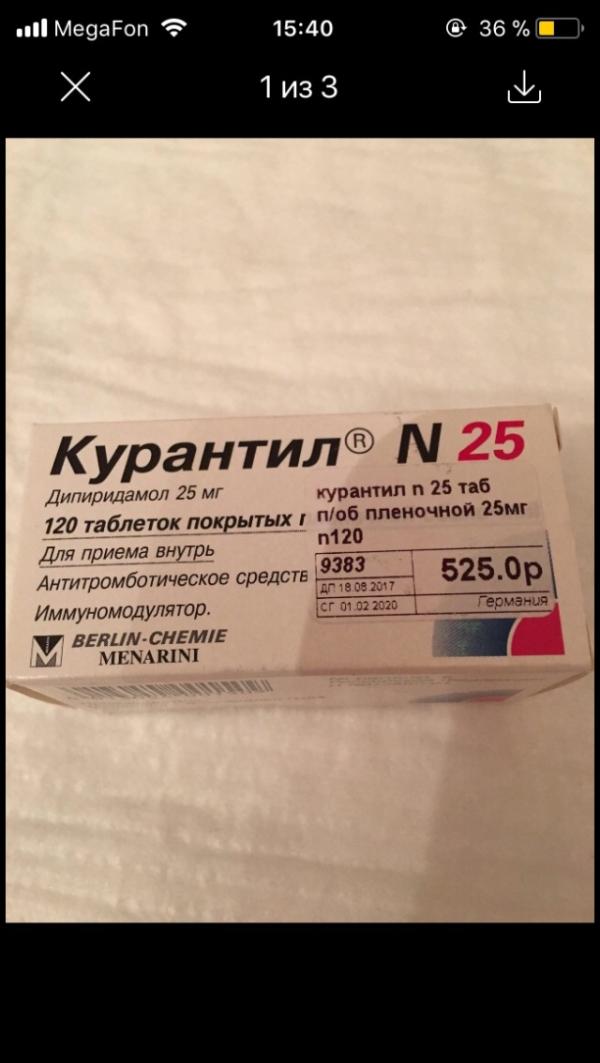 MegaFon 15:40 36 %
1 из 3
Курантил® N 25
Дипиридамол 25 мг
120 таблеток покрытых
Для приема внутрь
Антитромботическое средств
Иммуномодулятор.
BERLIN-CHEMIE
MENARINI
курантил n 25 таб
п/об пленочной 25мг
n120
9383
525.0р
ДП 18.08.2017
СГ 01.02.2020
Германия